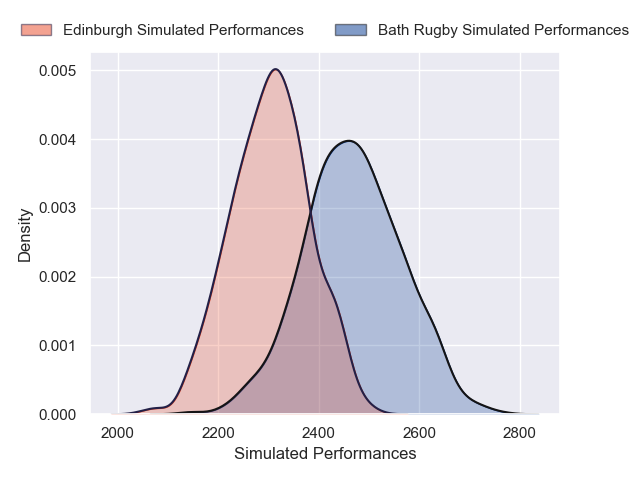 Edinburgh Simulated Performances Bath Rugby Simulated Performances
0.005
0.004
0.003
0.002
0.001
0.000
Density
2000 2200 2400 2600 2800
Simulated Performances